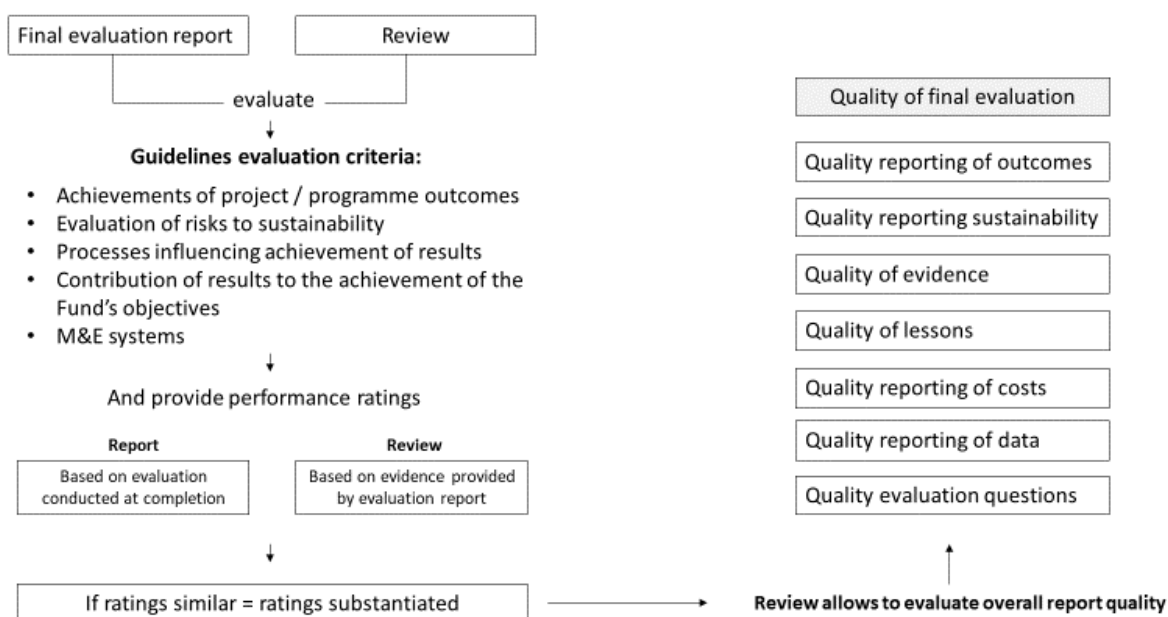 Final evaluation report
Review
evaluate
Guidelines evaluation criteria:
• Achievements of project / programme outcomes
• Evaluation of risks to sustainability
• Processes influencing achievement of results
• Contribution of results to the achievement of the
Fund's objectives
• M&E systems
And provide performance ratings
Report
Based on evaluation
conducted at completion
Review
Based on evidence provided
by evaluation report
If ratings similar = ratings substantiated
Quality of final evaluation
Quality reporting of outcomes
Quality reporting sustainability
Quality of evidence
Quality of lessons
Quality reporting of costs
Quality reporting of data
Quality evaluation questions
Review allows to evaluate overall report quality